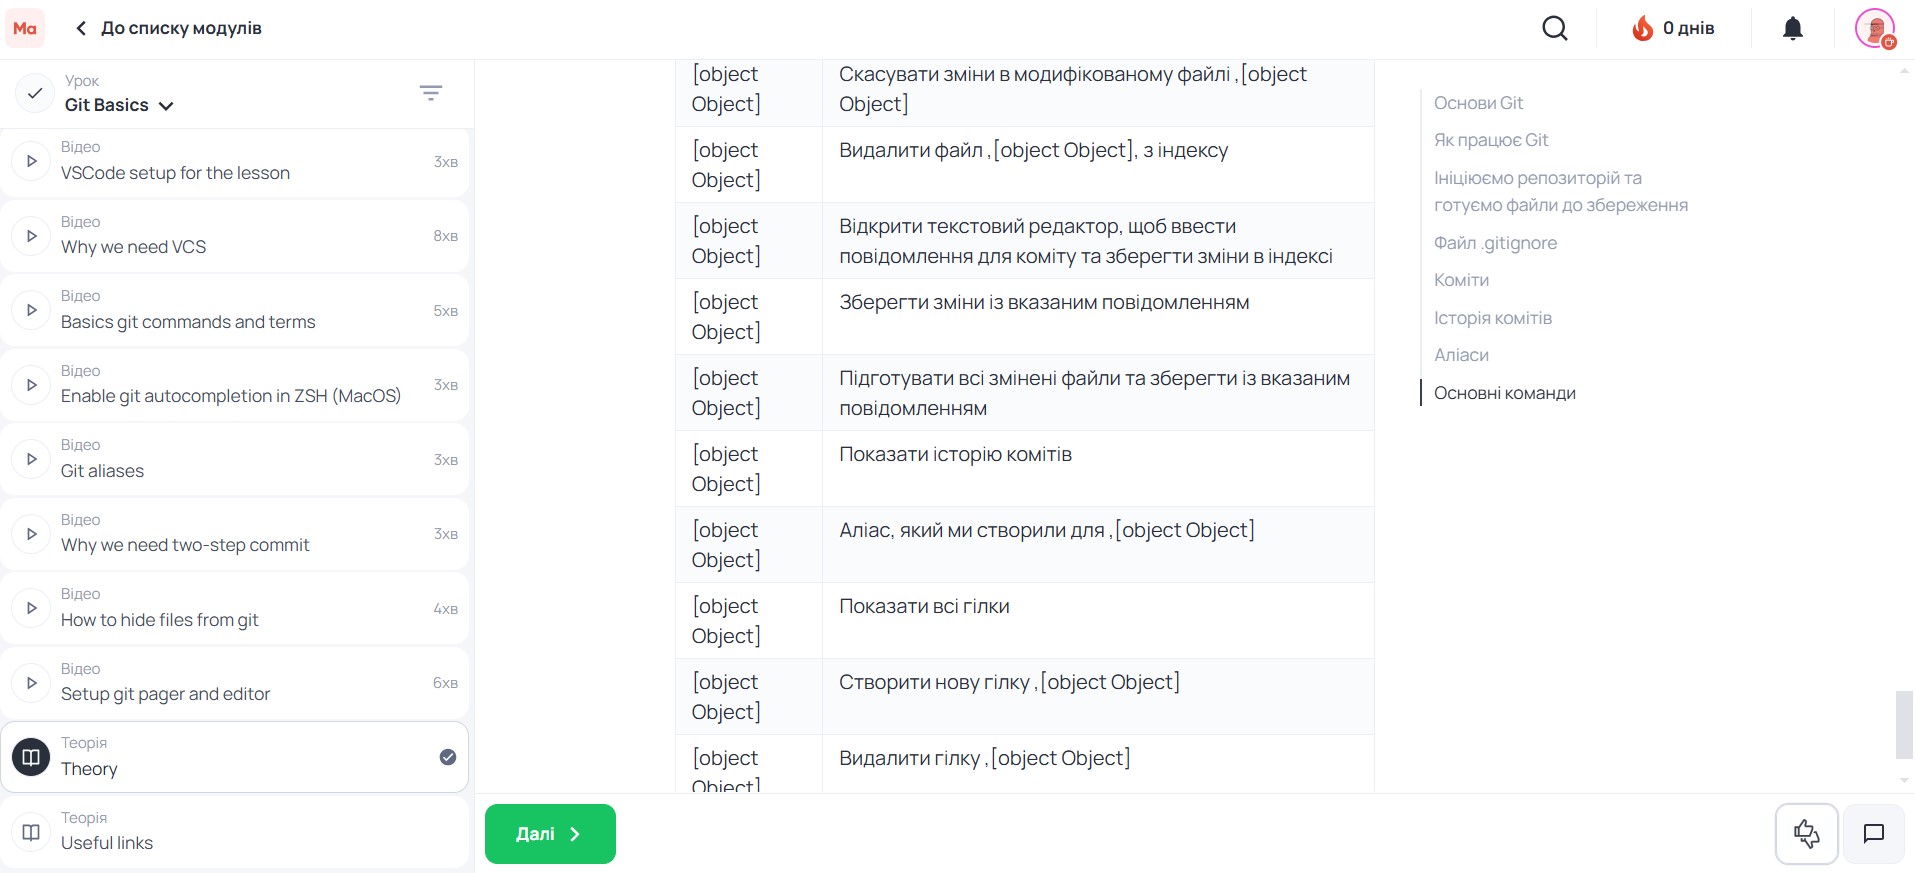 Ma
До списку модулів
0 днів
Урок
Git Basics
Відео
VSCode setup for the lesson
3хв
Відео
Why we need VCS
8хв
Відео
Basics git commands and terms
5хв
Відео
Enable git autocompletion in ZSH (MacOS)
3хв
Відео
Git aliases
3хв
Відео
Why we need two-step commit
3хв
Відео
How to hide files from git
4хв
Відео
Setup git pager and editor
6хв
Теорія
Theory
Теорія
Useful links
[object
Object]
Скасувати зміни в модифікованому файлі ,[object
Object]
[object
Object]
Видалити файл ,[object Object], з індексу
[object
Object]
Відкрити текстовий редактор, щоб ввести
повідомлення для коміту та зберегти зміни в індексі
[object
Object]
Зберегти зміни із вказаним повідомленням
[object
Object]
Підготувати всі змінені файли та зберегти із вказаним
повідомленням
[object
Object]
Показати історію комітів
[object
Object]
Аліас, який ми створили для ,[object Object]
[object
Object]
Показати всі гілки
[object
Object]
Створити нову гілку ,[object Object]
[object
Object]
Видалити гілку ,[object Object]
Основи Git
Як працює Git
Ініціюємо репозиторій та
готуємо файли до збереження
Файл .gitignore
Коміти
Історія комітів
Аліаси
Основні команди
Далі